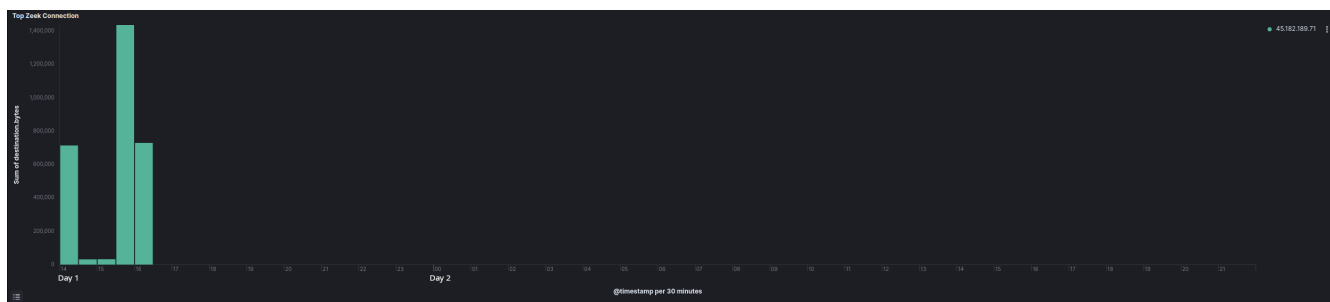 Top Zeek Connection
45.182.189.71
Sum of destination.bytes
1,400,000
1,200,000
1,000,000
800,000
600,000
400,000
200,000
0
14 15 16 17 18 19 20 21 22 23 00 01 02 03 04 05 06 07 08 09 10 11 12 13 14 15 16 17 18 19 20 21
Day 1 Day 2
@timestamp per 30 minutes